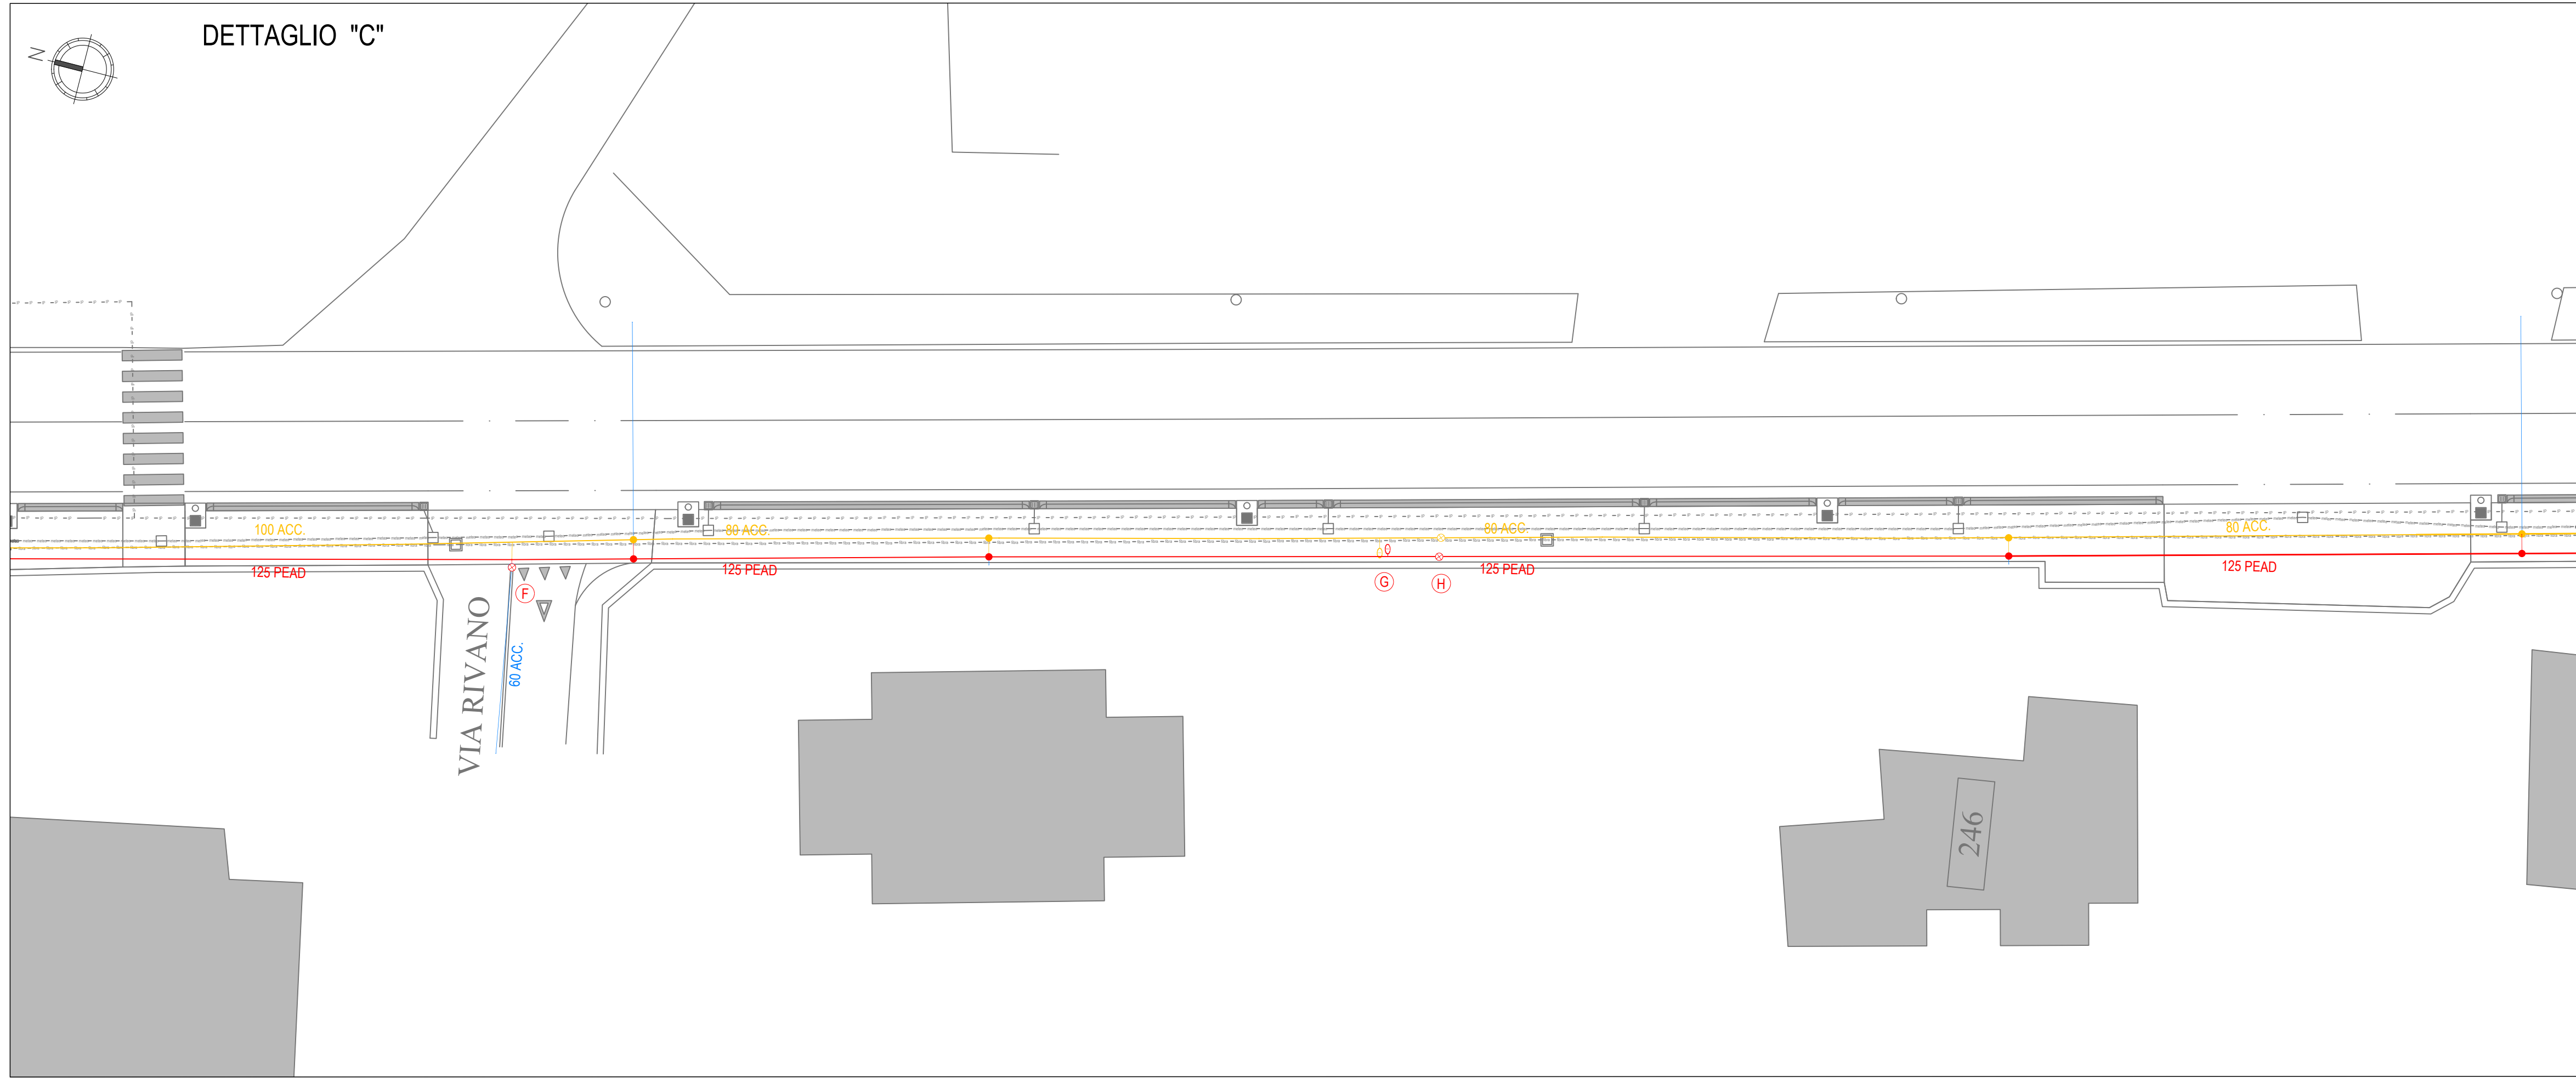 DETTAGLIO "C"
N
100 ACC.
80 ACC.
80 ACC.
80 ACC.
125 PEAD
125 PEAD
125 PEAD
125 PEAD
F
G
H
VIA RIVANO
60 ACC.
246